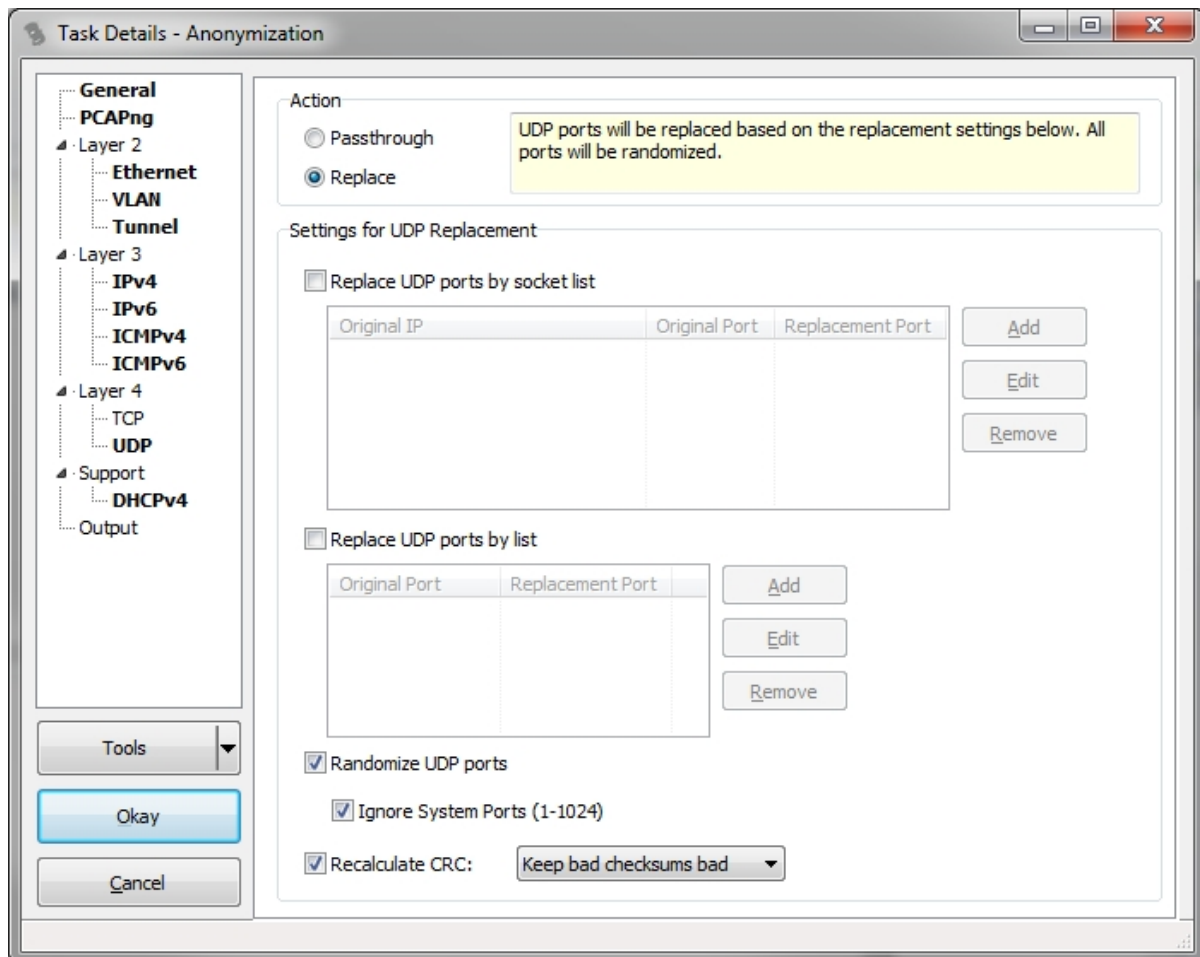 Task Details - Anonymization
General
PCAPng
Layer 2
Ethernet
VLAN
Tunnel
Layer 3
IPv4
IPv6
ICMPv4
ICMPv6
Layer 4
TCP
UDP
Support
DHCPv4
Output
Tools
Okay
Cancel
Action
Passthrough
Replace
UDP ports will be replaced based on the replacement settings below. All
ports will be randomized.
Settings for UDP Replacement
Replace UDP ports by socket list
Original IP Original Port Replacement Port
Add
Edit
Remove
Replace UDP ports by list
Original Port Replacement Port
Add
Edit
Remove
Randomize UDP ports
Ignore System Ports (1-1024)
Recalculate CRC: Keep bad checksums bad